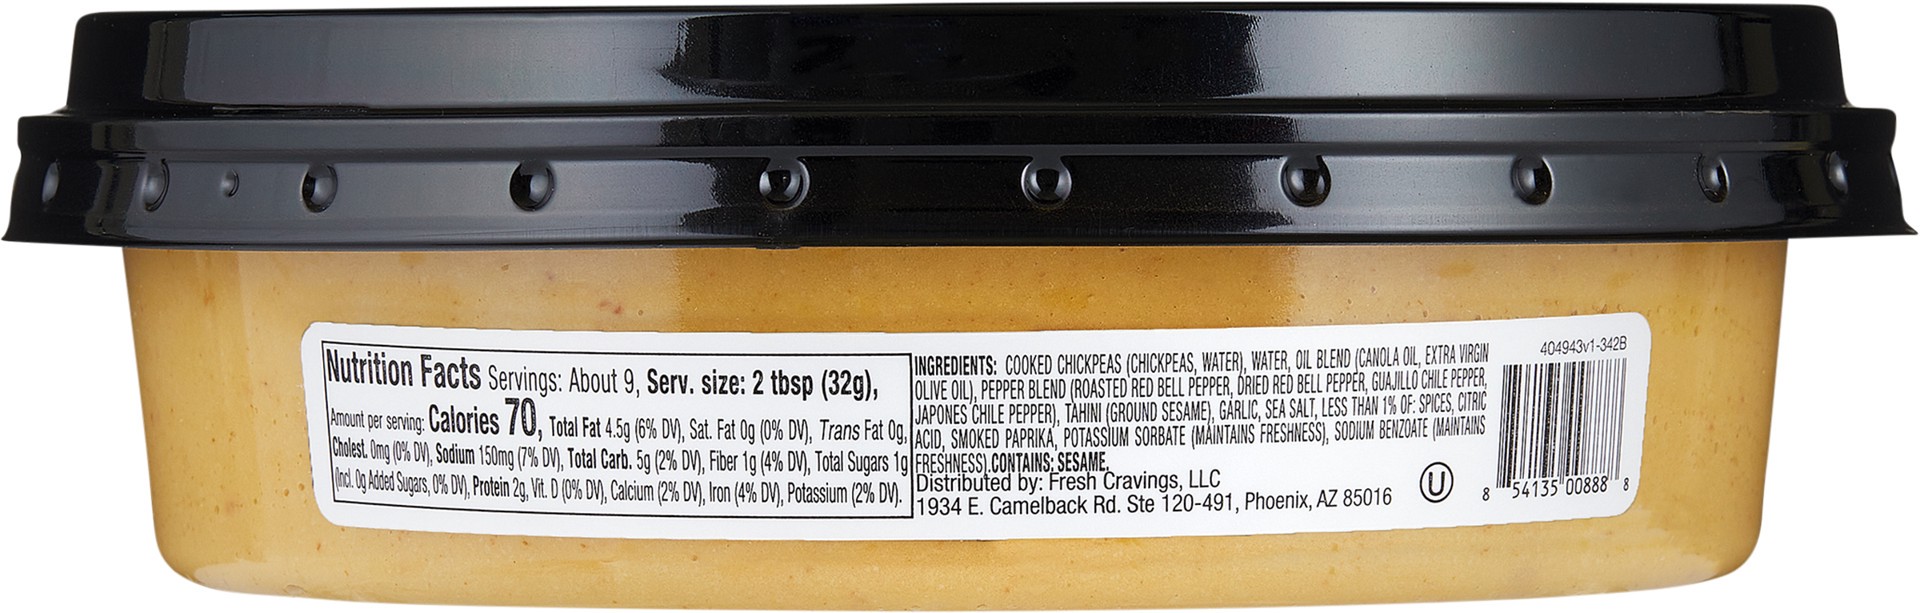 Nutrition Facts Servings: About 9, Serv. size: 2 tbsp (32g),
Amount per serving: Calories 70, Total Fat 4.5g (6% DV), Sat. Fat 0g (0% DV), Trans Fat 0g,
Cholest. 0mg (0% DV), Sodium 150mg (7% DV), Total Carb. 5g (2% DV), Fiber 1g (4% DV), Total Sugars 1g
(Incl. 0g Added Sugars, 0% DV), Protein 2g, Vit. D (0% DV), Calcium (2% DV), Iron (4% DV), Potassium (2% DV).
INGREDIENTS: COOKED CHICKPEAS (CHICKPEAS, WATER), WATER, OIL BLEND (CANOLA OIL, EXTRA VIRGIN
OLIVE OIL), PEPPER BLEND (ROASTED RED BELL PEPPER, DRIED RED BELL PEPPER, GUAJILLO CHILE PEPPER,
JAPONES CHILE PEPPER), TAHINI (GROUND SESAME), GARLIC, SEA SALT, LESS THAN 1% OF: SPICES, CITRIC
ACID, SMOKED PAPRIKA, POTASSIUM SORBATE (MAINTAINS FRESHNESS), SODIUM BENZOATE (MAINTAINS
FRESHNESS).CONTAINS: SESAME.
Distributed by: Fresh Cravings, LLC
1934 E. Camelback Rd. Ste 120-491, Phoenix, AZ 85016
U
404943v1-342B
8 54135 00888 8